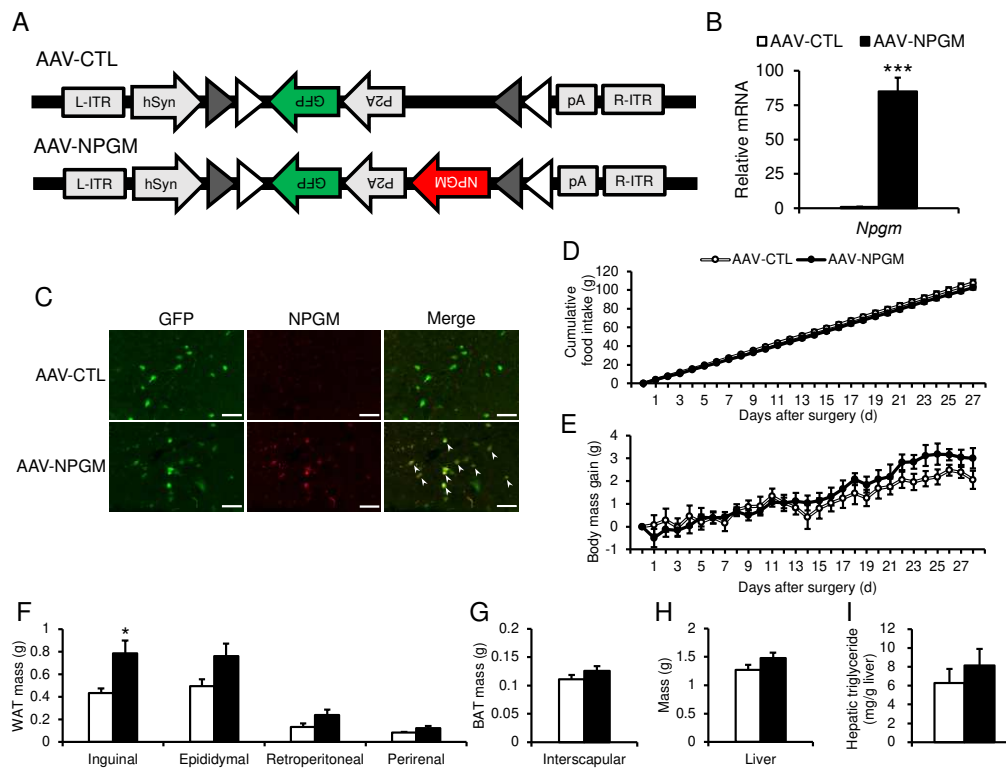 A
AAV-CTL
L-ITR hSyn GFP P2A pA R-ITR
AAV-NPGM
L-ITR hSyn GFP P2A NPGM pA R-ITR
B
AAV-CTL AAV-NPGM
Relative mRNA
100
75
50
25
0
***
Npgm
C
GFP NPGM Merge
AAV-CTL
AAV-NPGM
D
AAV-CTL AAV-NPGM
Cumulative
food intake (g)
120
100
80
60
40
20
0
1 3 5 7 9 11 13 15 17 19 21 23 25 27
Days after surgery (d)
E
Body mass gain (g)
4
3
2
1
0
-1
1 3 5 7 9 11 13 15 17 19 21 23 25 27
Days after surgery (d)
F
WAT mass (g)
1
0.8
0.6
0.4
0.2
0
*
Inguinal Epididymal Retroperitoneal Perirenal
G
BAT mass (g)
0.2
0.15
0.1
0.05
0.00
Interscapular
H
Mass (g)
2
1.5
1
0.5
0
Liver
I
Hepatic triglyceride
(mg/g liver)
12
10
8
6
4
2
0